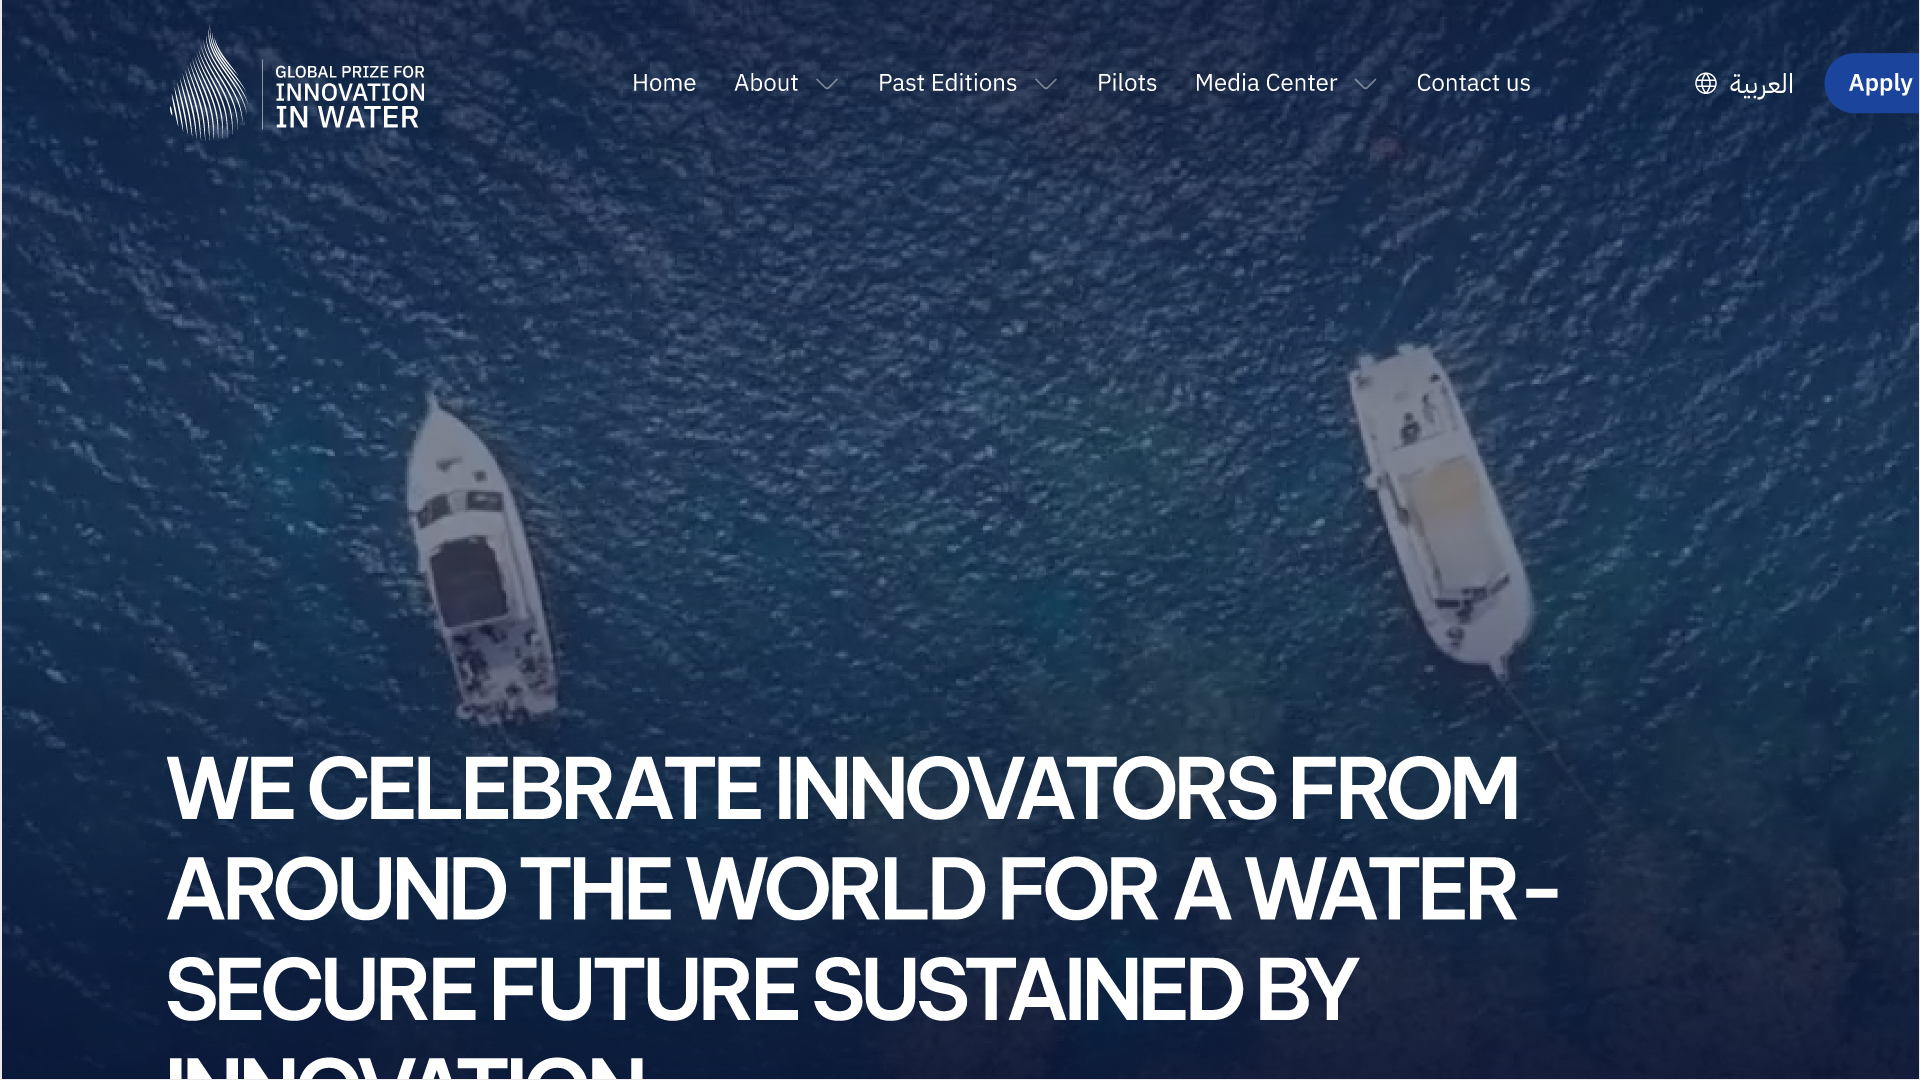 GLOBAL PRIZE FOR
INNOVATION
IN WATER
Home
About
Past Editions
Pilots
Media Center
Contact us
العربية
Apply
WE CELEBRATE INNOVATORS FROM
AROUND THE WORLD FOR A WATER-
SECURE FUTURE SUSTAINED BY
INNOVATION